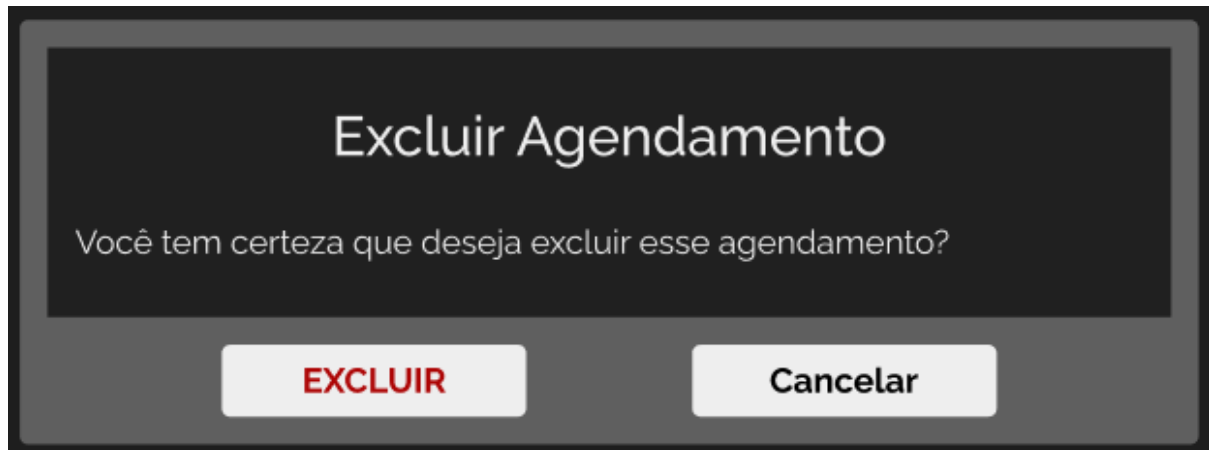 Excluir Agendamento
Você tem certeza que deseja excluir esse agendamento?
EXCLUIR
Cancelar